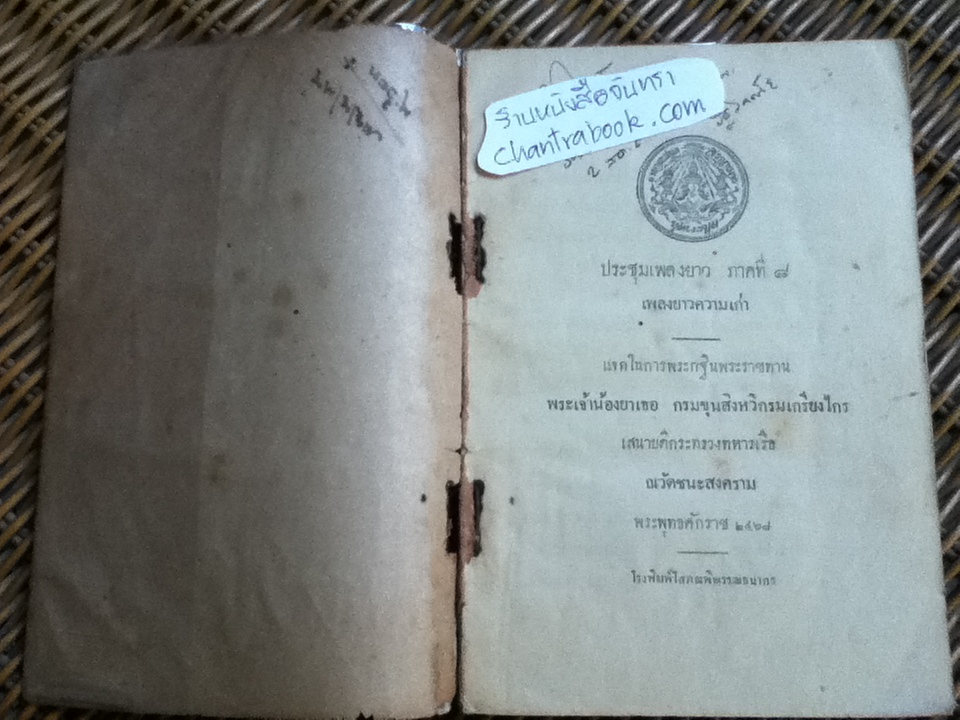 ร้านหนังสือจันทรา
chantrabook.com
ประชุมเพลงยาว ภาคที่ ๘
เพลงยาวความเก่า
แจกในการพระกฐินพระราชทาน
พระเจ้าน้องยาเธอ กรมขุนสิงหวิกรมเกรียงไกร
เสนาบดีกระทรวงทหารเรือ
ณวัดชนะสงคราม
พระพุทธศักราช ๒๔๖๘
โรงพิมพ์โสภณพิพรรฒธนากร